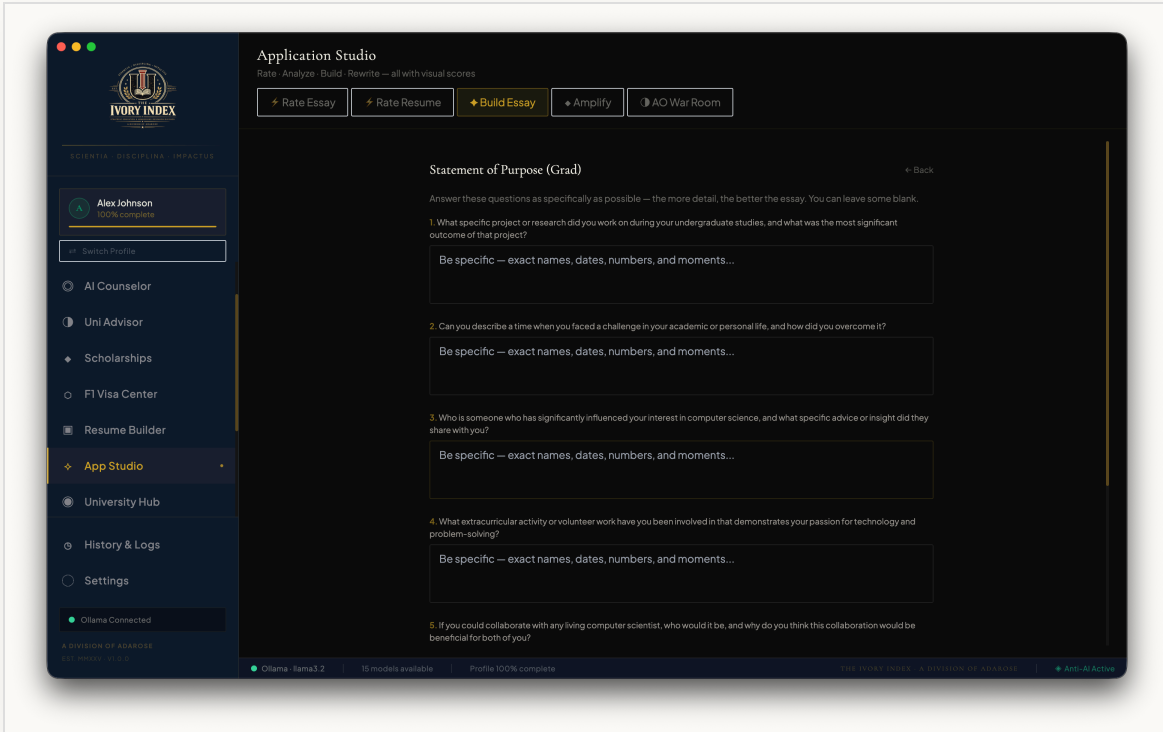 THE
IVORY INDEX
SCIENTIA · DISCIPLINA · IMPACTUS
A
Alex Johnson
100% complete
Switch Profile
AI Counselor
Uni Advisor
Scholarships
F1 Visa Center
Resume Builder
App Studio
University Hub
History & Logs
Settings
Ollama Connected
A DIVISION OF ADAROSE
EST. MMXXV · V1.0.0
Application Studio
Rate · Analyze · Build · Rewrite — all with visual scores
Rate Essay
Rate Resume
Build Essay
Amplify
AO War Room
Statement of Purpose (Grad)
← Back
Answer these questions as specifically as possible — the more detail, the better the essay. You can leave some blank.
1. What specific project or research did you work on during your undergraduate studies, and what was the most significant
outcome of that project?
Be specific — exact names, dates, numbers, and moments...
2. Can you describe a time when you faced a challenge in your academic or personal life, and how did you overcome it?
Be specific — exact names, dates, numbers, and moments...
3. Who is someone who has significantly influenced your interest in computer science, and what specific advice or insight did they
share with you?
Be specific — exact names, dates, numbers, and moments...
4. What extracurricular activity or volunteer work have you been involved in that demonstrates your passion for technology and
problem-solving?
Be specific — exact names, dates, numbers, and moments...
5. If you could collaborate with any living computer scientist, who would it be, and why do you think this collaboration would be
beneficial for both of you?
Ollama · llama3.2
15 models available
Profile 100% complete
THE IVORY INDEX · A DIVISION OF ADAROSE
Anti-AI Active